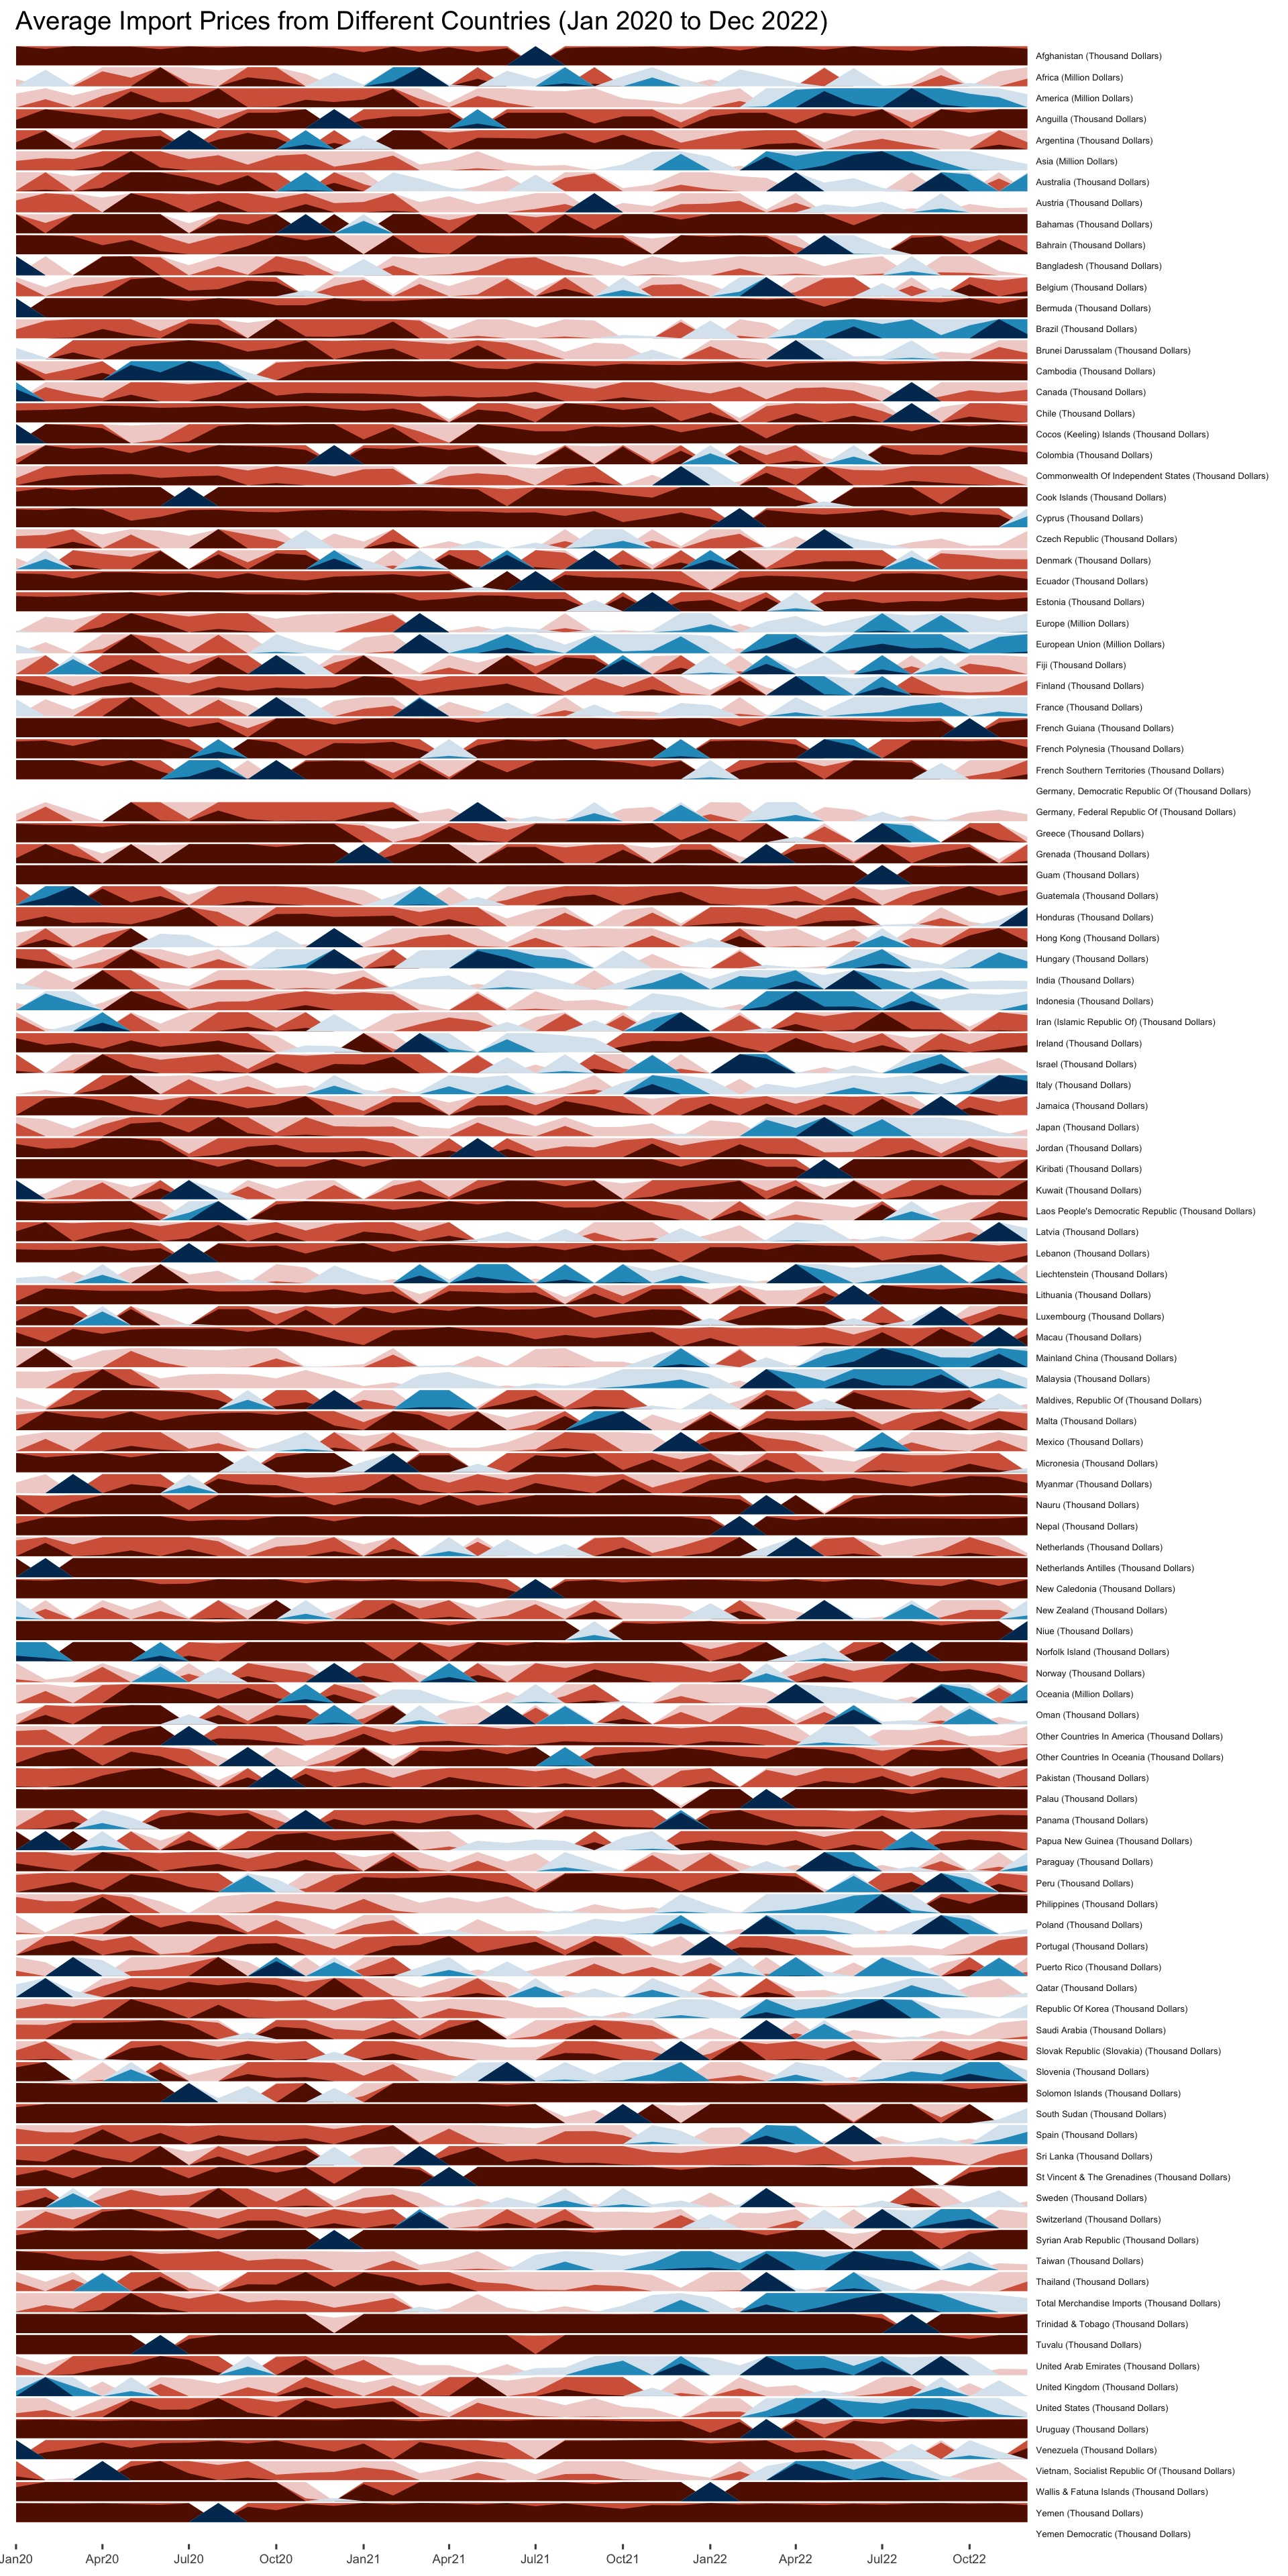 Average Import Prices from Different Countries (Jan 2020 to Dec 2022)
Afghanistan (Thousand Dollars)
Africa (Million Dollars)
America (Million Dollars)
Anguilla (Thousand Dollars)
Argentina (Thousand Dollars)
Asia (Million Dollars)
Australia (Thousand Dollars)
Austria (Thousand Dollars)
Bahamas (Thousand Dollars)
Bahrain (Thousand Dollars)
Bangladesh (Thousand Dollars)
Belgium (Thousand Dollars)
Bermuda (Thousand Dollars)
Brazil (Thousand Dollars)
Brunei Darussalam (Thousand Dollars)
Cambodia (Thousand Dollars)
Canada (Thousand Dollars)
Chile (Thousand Dollars)
Cocos (Keeling) Islands (Thousand Dollars)
Colombia (Thousand Dollars)
Commonwealth Of Independent States (Thousand Dollars)
Cook Islands (Thousand Dollars)
Cyprus (Thousand Dollars)
Czech Republic (Thousand Dollars)
Denmark (Thousand Dollars)
Ecuador (Thousand Dollars)
Estonia (Thousand Dollars)
Europe (Million Dollars)
European Union (Million Dollars)
Fiji (Thousand Dollars)
Finland (Thousand Dollars)
France (Thousand Dollars)
French Guiana (Thousand Dollars)
French Polynesia (Thousand Dollars)
French Southern Territories (Thousand Dollars)
Germany, Democratic Republic Of (Thousand Dollars)
Germany, Federal Republic Of (Thousand Dollars)
Greece (Thousand Dollars)
Grenada (Thousand Dollars)
Guam (Thousand Dollars)
Guatemala (Thousand Dollars)
Honduras (Thousand Dollars)
Hong Kong (Thousand Dollars)
Hungary (Thousand Dollars)
India (Thousand Dollars)
Indonesia (Thousand Dollars)
Iran (Islamic Republic Of) (Thousand Dollars)
Ireland (Thousand Dollars)
Israel (Thousand Dollars)
Italy (Thousand Dollars)
Jamaica (Thousand Dollars)
Japan (Thousand Dollars)
Jordan (Thousand Dollars)
Kiribati (Thousand Dollars)
Kuwait (Thousand Dollars)
Laos People's Democratic Republic (Thousand Dollars)
Latvia (Thousand Dollars)
Lebanon (Thousand Dollars)
Liechtenstein (Thousand Dollars)
Lithuania (Thousand Dollars)
Luxembourg (Thousand Dollars)
Macau (Thousand Dollars)
Mainland China (Thousand Dollars)
Malaysia (Thousand Dollars)
Maldives, Republic Of (Thousand Dollars)
Malta (Thousand Dollars)
Mexico (Thousand Dollars)
Micronesia (Thousand Dollars)
Myanmar (Thousand Dollars)
Nauru (Thousand Dollars)
Nepal (Thousand Dollars)
Netherlands (Thousand Dollars)
Netherlands Antilles (Thousand Dollars)
New Caledonia (Thousand Dollars)
New Zealand (Thousand Dollars)
Niue (Thousand Dollars)
Norfolk Island (Thousand Dollars)
Norway (Thousand Dollars)
Oceania (Million Dollars)
Oman (Thousand Dollars)
Other Countries In America (Thousand Dollars)
Other Countries In Oceania (Thousand Dollars)
Pakistan (Thousand Dollars)
Palau (Thousand Dollars)
Panama (Thousand Dollars)
Papua New Guinea (Thousand Dollars)
Paraguay (Thousand Dollars)
Peru (Thousand Dollars)
Philippines (Thousand Dollars)
Poland (Thousand Dollars)
Portugal (Thousand Dollars)
Puerto Rico (Thousand Dollars)
Qatar (Thousand Dollars)
Republic Of Korea (Thousand Dollars)
Saudi Arabia (Thousand Dollars)
Slovak Republic (Slovakia) (Thousand Dollars)
Slovenia (Thousand Dollars)
Solomon Islands (Thousand Dollars)
South Sudan (Thousand Dollars)
Spain (Thousand Dollars)
Sri Lanka (Thousand Dollars)
St Vincent & The Grenadines (Thousand Dollars)
Sweden (Thousand Dollars)
Switzerland (Thousand Dollars)
Syrian Arab Republic (Thousand Dollars)
Taiwan (Thousand Dollars)
Thailand (Thousand Dollars)
Total Merchandise Imports (Thousand Dollars)
Trinidad & Tobago (Thousand Dollars)
Tuvalu (Thousand Dollars)
United Arab Emirates (Thousand Dollars)
United Kingdom (Thousand Dollars)
United States (Thousand Dollars)
Uruguay (Thousand Dollars)
Venezuela (Thousand Dollars)
Vietnam, Socialist Republic Of (Thousand Dollars)
Wallis & Fatuna Islands (Thousand Dollars)
Yemen (Thousand Dollars)
Yemen Democratic (Thousand Dollars)
Jan20 Apr20 Jul20 Oct20 Jan21 Apr21 Jul21 Oct21 Jan22 Apr22 Jul22 Oct22